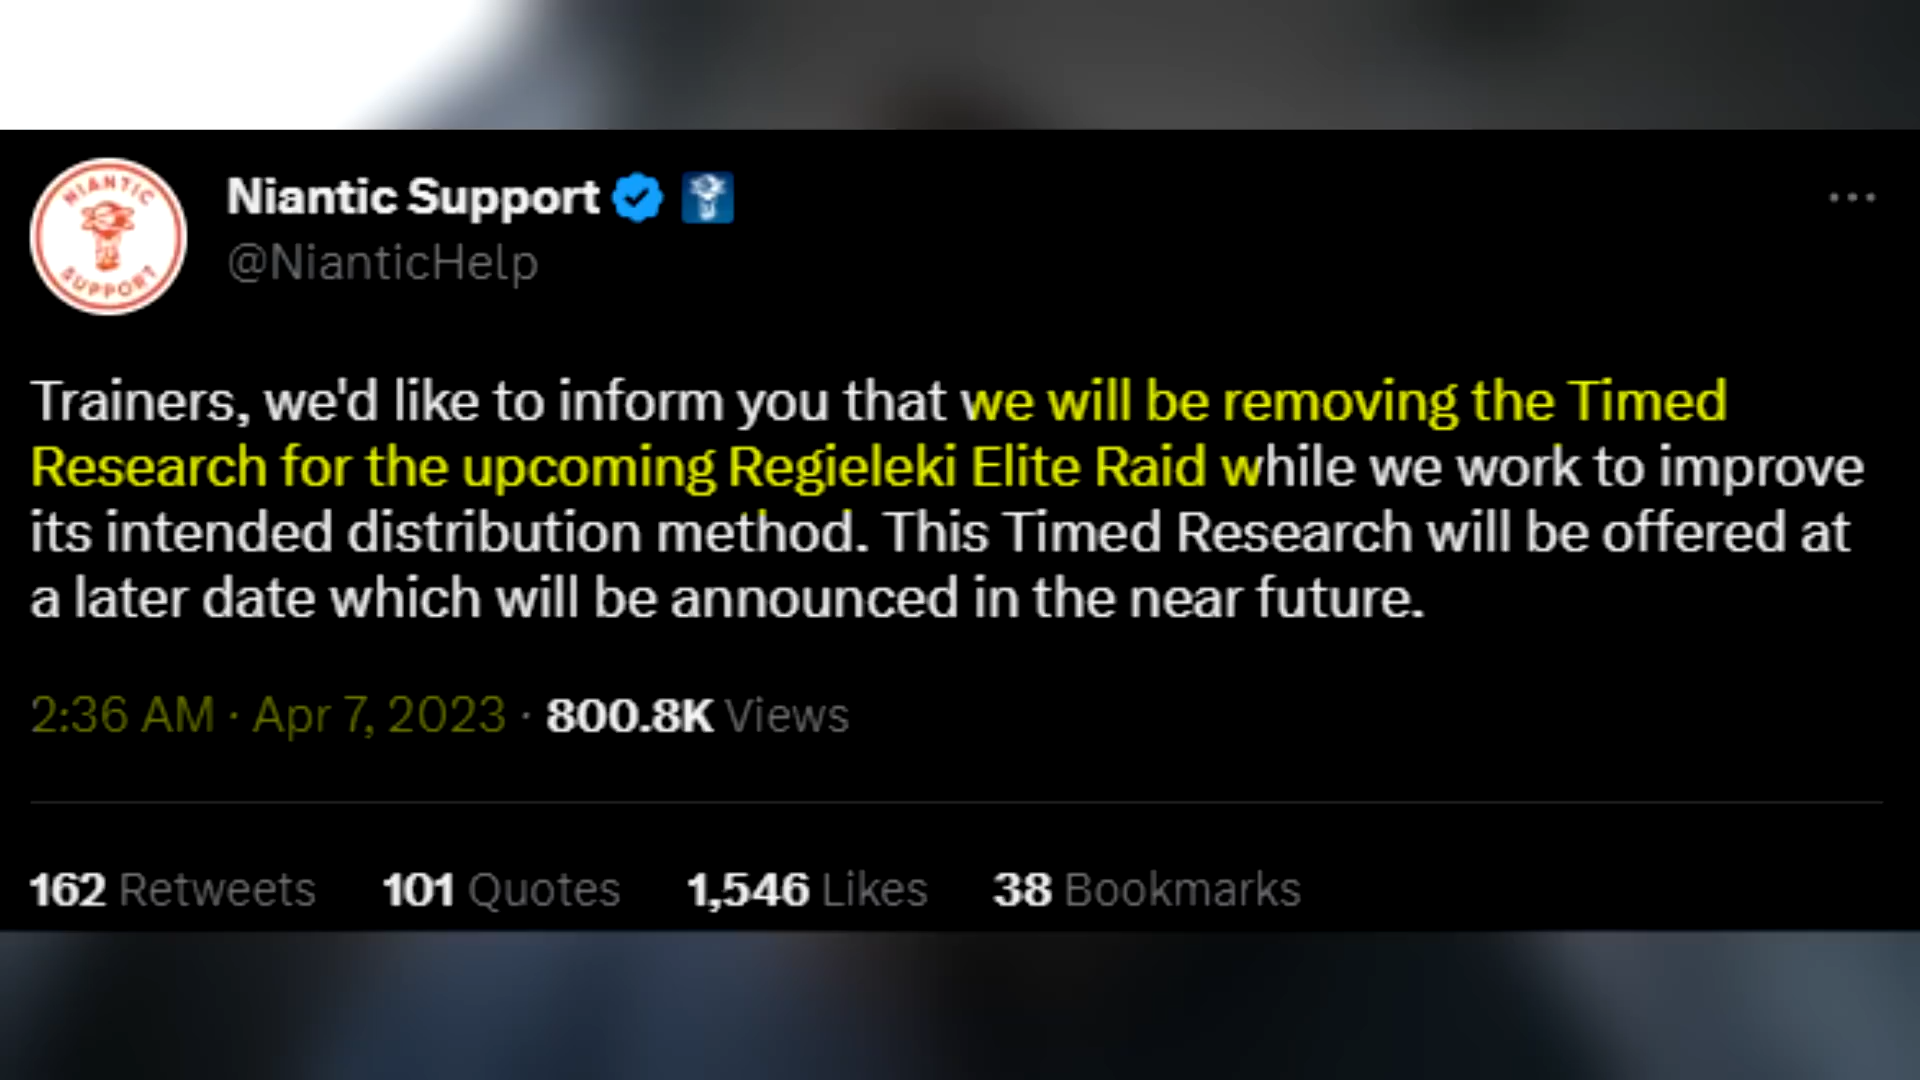 NIANTIC
SUPPORT
Niantic Support
@NianticHelp
Trainers, we'd like to inform you that we will be removing the Timed
Research for the upcoming Regieleki Elite Raid while we work to improve
its intended distribution method. This Timed Research will be offered at
a later date which will be announced in the near future.
2:36 AM · Apr 7, 2023 · 800.8K Views
162 Retweets 101 Quotes 1,546 Likes 38 Bookmarks